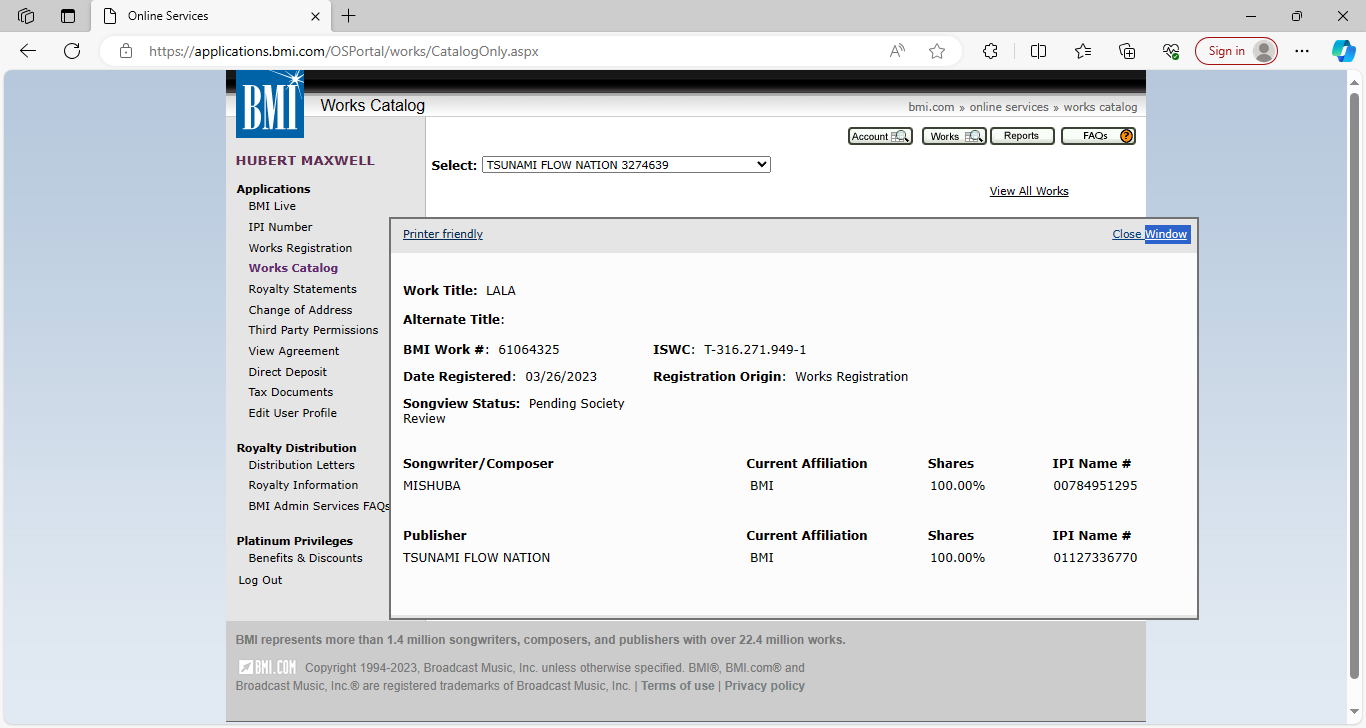 Online Services
https://applications.bmi.com/OSPortal/works/CatalogOnly.aspx
Sign in
BMI
Works Catalog
bmi.com » online services » works catalog
Account
Works
Reports
FAQs ?
HUBERT MAXWELL
Select: TSUNAMI FLOW NATION 3274639
View All Works
Applications
BMI Live
IPI Number
Works Registration
Works Catalog
Royalty Statements
Change of Address
Third Party Permissions
View Agreement
Direct Deposit
Tax Documents
Edit User Profile
Royalty Distribution
Distribution Letters
Royalty Information
BMI Admin Services FAQs
Platinum Privileges
Benefits & Discounts
Log Out
Printer friendly
Close Window
Work Title: LALA
Alternate Title:
BMI Work #: 61064325 ISWC: T-316.271.949-1
Date Registered: 03/26/2023 Registration Origin: Works Registration
Songview Status: Pending Society
Review
Songwriter/Composer Current Affiliation Shares IPI Name #
MISHUBA BMI 100.00% 00784951295
Publisher Current Affiliation Shares IPI Name #
TSUNAMI FLOW NATION BMI 100.00% 01127336770
BMI represents more than 1.4 million songwriters, composers, and publishers with over 22.4 million works.
BMI.COM Copyright 1994-2023, Broadcast Music, Inc. unless otherwise specified. BMI®, BMI.com® and
Broadcast Music, Inc.® are registered trademarks of Broadcast Music, Inc. | Terms of use | Privacy policy